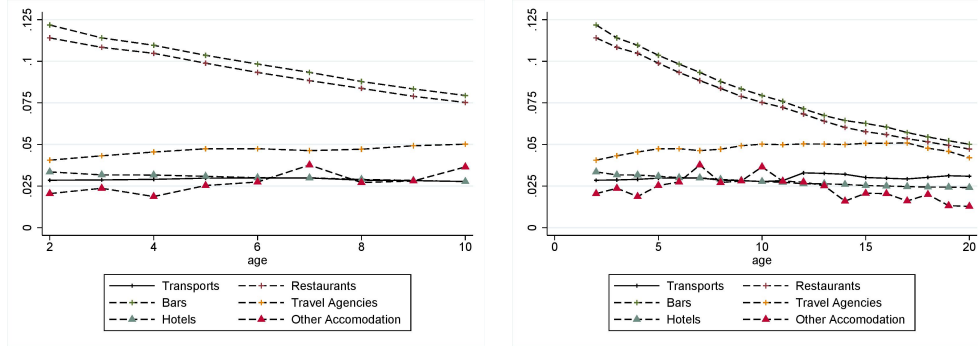 .125
.1
.075
.05
.025
0
2 4 6 8 10
age
Transports Restaurants
Bars Travel Agencies
Hotels Other Accomodation
.125
.1
.075
.05
.025
0
0 5 10 15 20
age
Transports Restaurants
Bars Travel Agencies
Hotels Other Accomodation